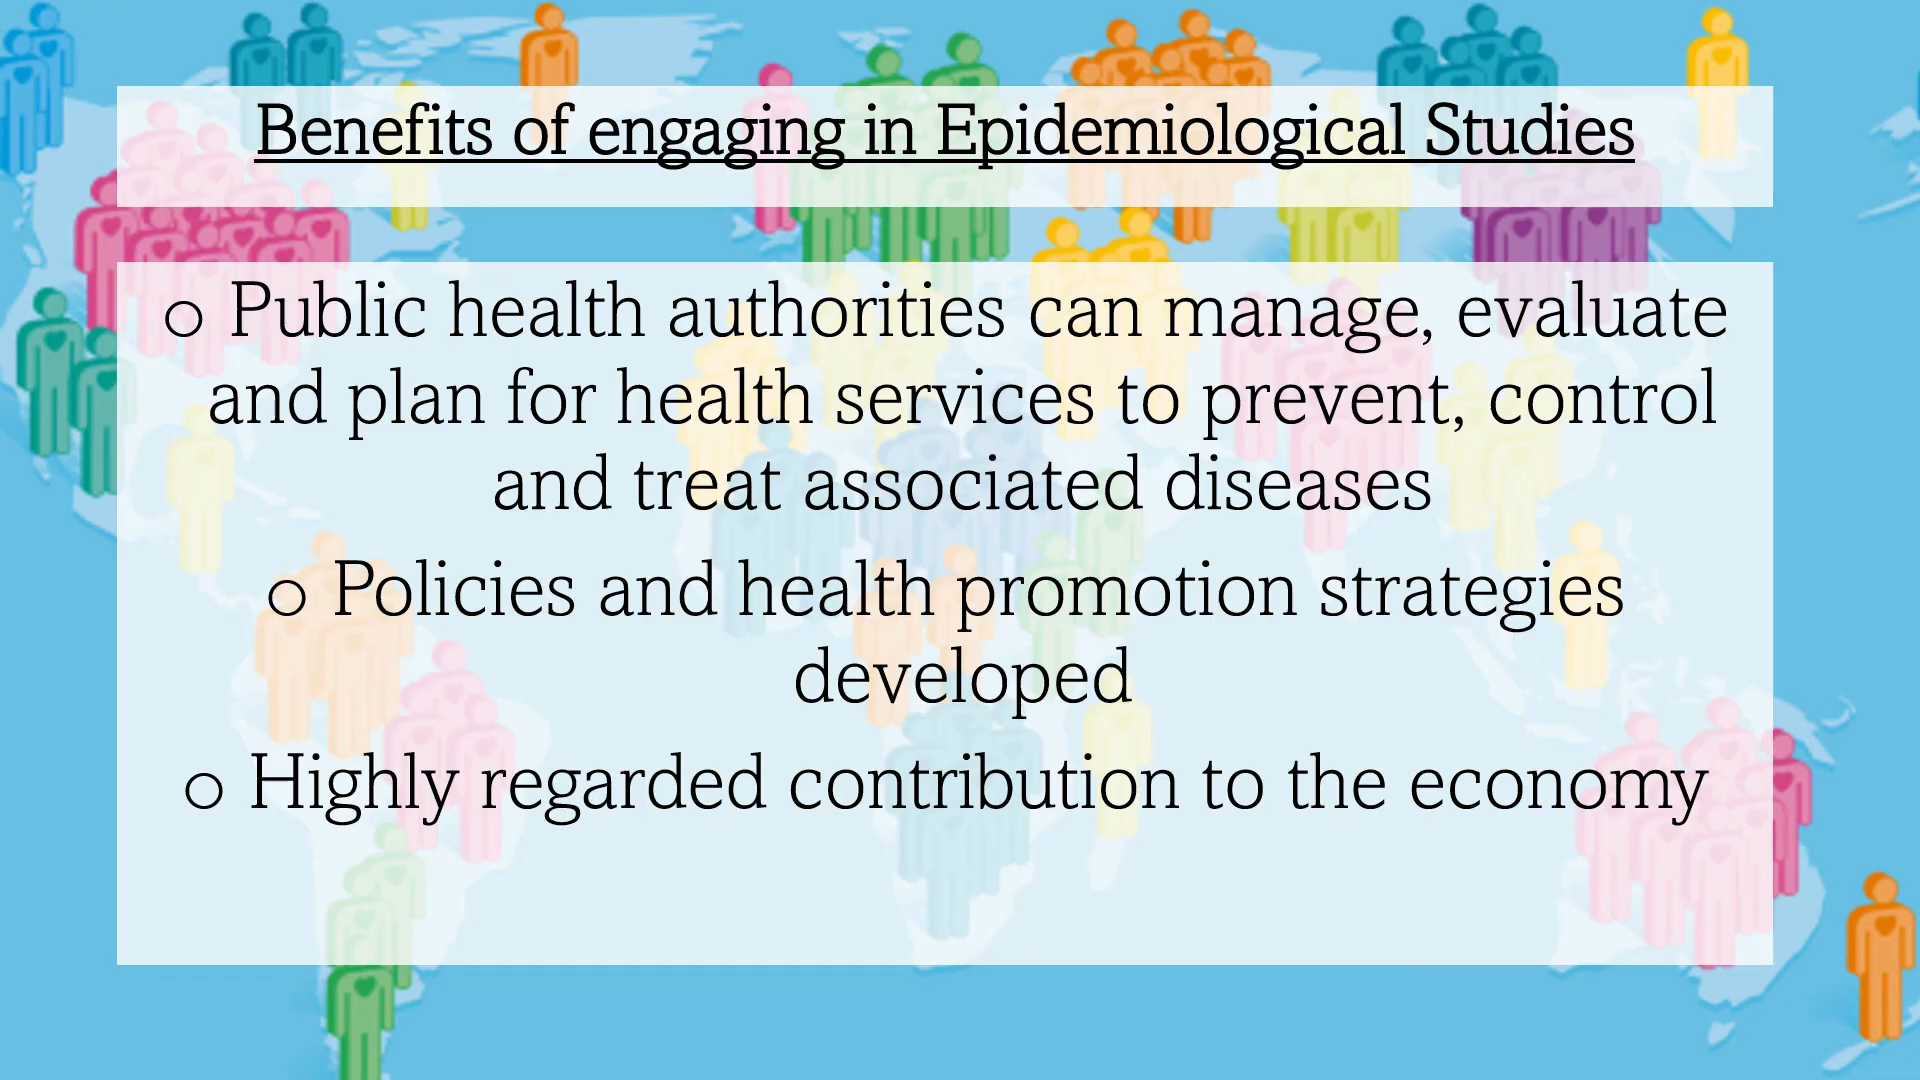 Benefits of engaging in Epidemiological Studies
o Public health authorities can manage, evaluate
and plan for health services to prevent, control
and treat associated diseases
o Policies and health promotion strategies
developed
o Highly regarded contribution to the economy